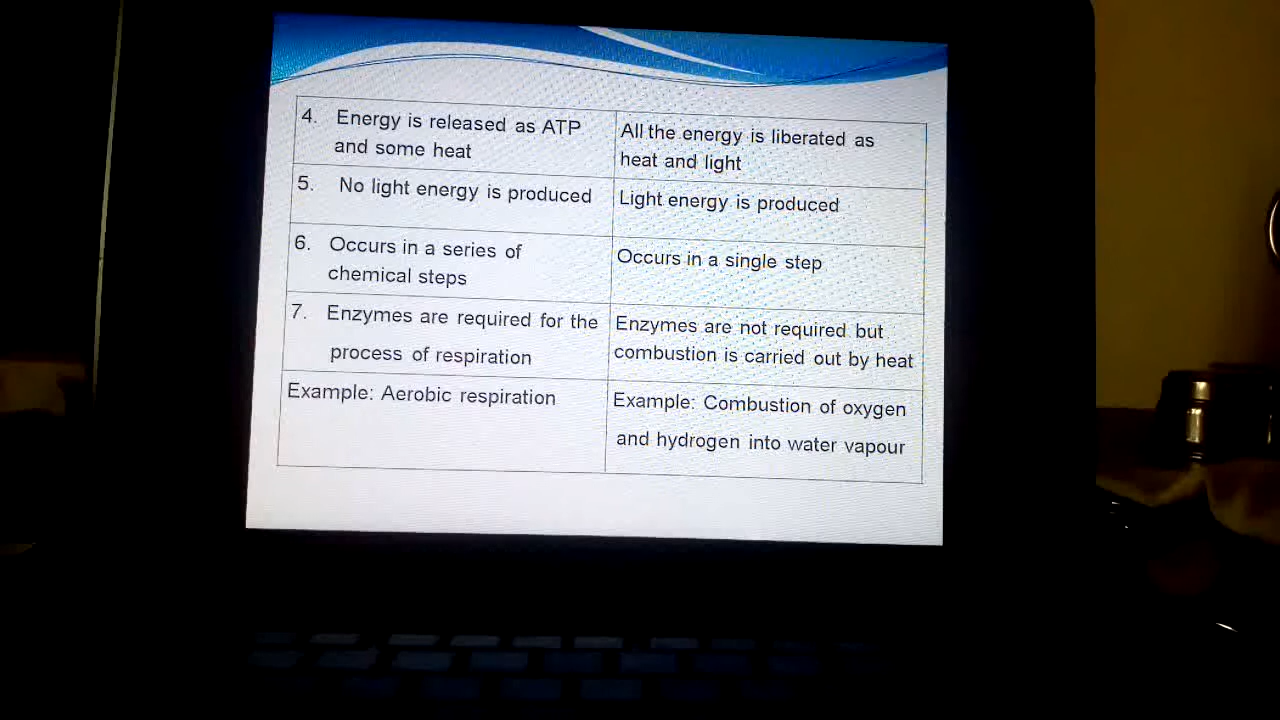 4. Energy is released as ATP
and some heat
All the energy is liberated as
heat and light
5. No light energy is produced
Light energy is produced
6. Occurs in a series of
chemical steps
Occurs in a single step
7. Enzymes are required for the
process of respiration
Enzymes are not required but
combustion is carried out by heat
Example: Aerobic respiration
Example: Combustion of oxygen
and hydrogen into water vapour